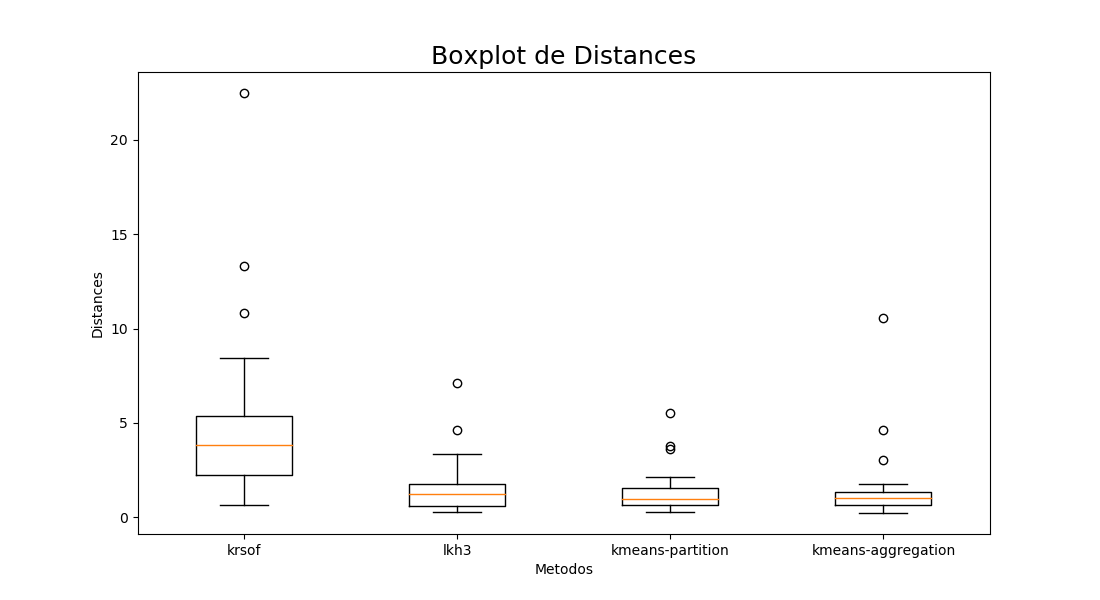 Boxplot de Distances
20
15
10
5
0
Distances
krsof lkh3 kmeans-partition kmeans-aggregation
Metodos